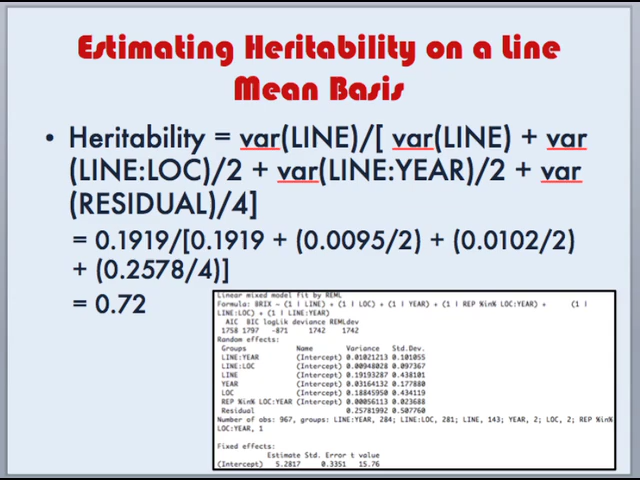 Estimating Heritability on a Line
Mean Basis
• Heritability = var(LINE)/[ var(LINE) + var
(LINE:LOC)/2 + var(LINE:YEAR)/2 + var
(RESIDUAL)/4]
= 0.1919/[0.1919 + (0.0095/2) + (0.0102/2)
+ (0.2578/4)]
= 0.72
Linear mixed model fit by REML
Formula: BRIX ~ (1 | LINE) + (1 | LOC) + (1 | YEAR) + (1 | REP %in% LOC:YEAR) + (1 |
LINE:LOC) + (1 | LINE:YEAR)
AIC BIC logLik deviance REMLdev
1758 1797 -871 1742 1742
Random effects:
Groups Name Variance Std.Dev.
LINE:YEAR (Intercept) 0.01021213 0.101055
LINE:LOC (Intercept) 0.00948028 0.097367
LINE (Intercept) 0.19193287 0.438101
YEAR (Intercept) 0.03164132 0.177880
LOC (Intercept) 0.18845950 0.434119
REP %in% LOC:YEAR (Intercept) 0.00056113 0.023688
Residual 0.25781992 0.507760
Number of obs: 967, groups: LINE:YEAR, 284; LINE:LOC, 281; LINE, 143; YEAR, 2; LOC, 2; REP %in%
LOC:YEAR, 1
Fixed effects:
Estimate Std. Error t value
(Intercept) 5.2817 0.3351 15.76